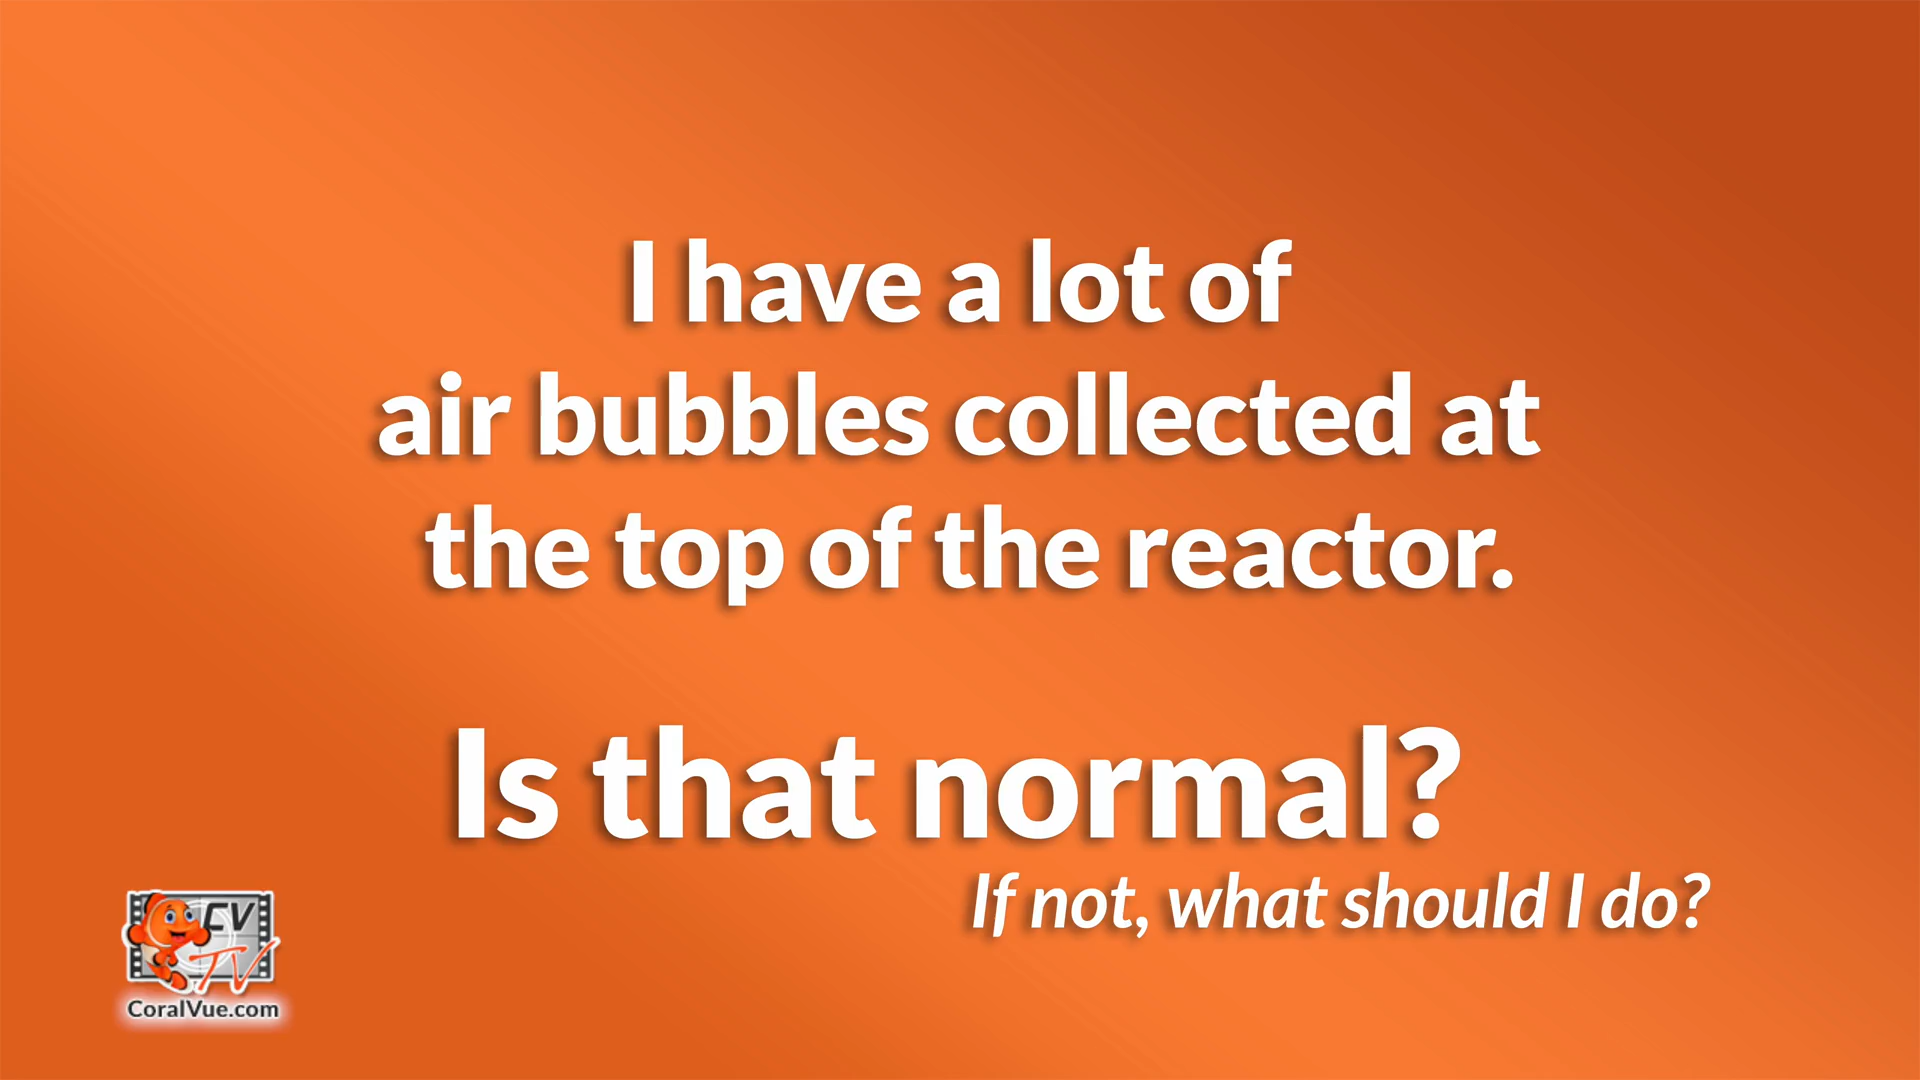 I have a lot of
air bubbles collected at
the top of the reactor.
Is that normal?
If not, what should I do?
CV
TV
CoralVue.com